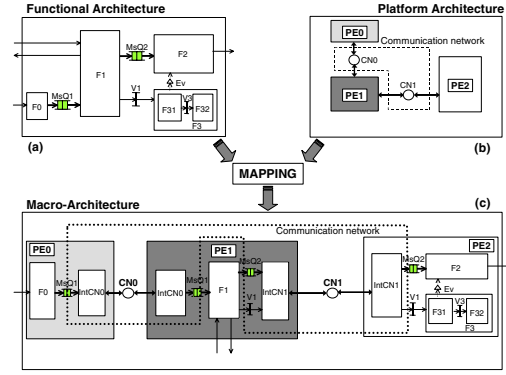 Functional Architecture
Platform Architecture
MsQ2
F2
F1
Ev
MsQ1
F0
V1
F31
V3
F32
F3
(a)
PE0
Communication network
CN0
PE2
PE1
CN1
(b)
MAPPING
Macro-Architecture
(c)
Communication network
PE0
PE1
PE2
MsQ1
CN0
MsQ1
MsQ2
CN1
MsQ2
F0
IntCN0
IntCN0
F1
IntCN1
IntCN1
F2
V1
V1
Ev
F31
V3
F32
F3